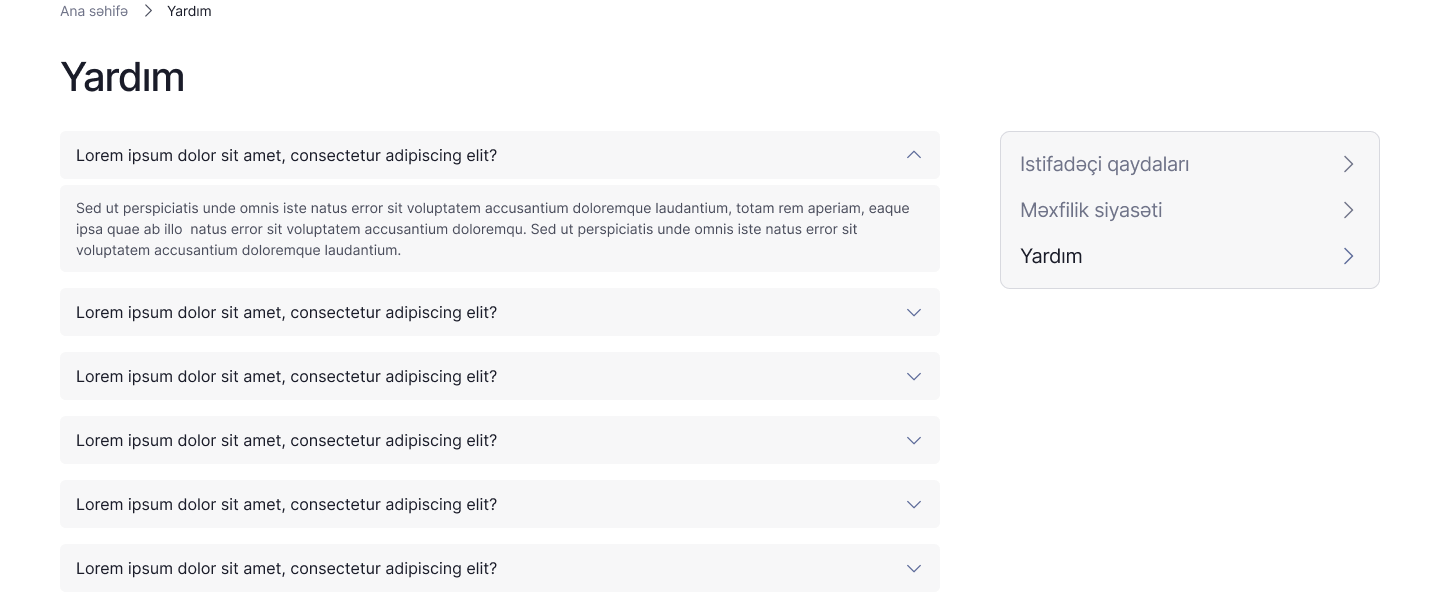 Ana səhifə > Yardım
Yardım
Lorem ipsum dolor sit amet, consectetur adipiscing elit?
Sed ut perspiciatis unde omnis iste natus error sit voluptatem accusantium doloremque laudantium, totam rem aperiam, eaque
ipsa quae ab illo  natus error sit voluptatem accusantium doloremqu. Sed ut perspiciatis unde omnis iste natus error sit
voluptatem accusantium doloremque laudantium.
Lorem ipsum dolor sit amet, consectetur adipiscing elit?
Lorem ipsum dolor sit amet, consectetur adipiscing elit?
Lorem ipsum dolor sit amet, consectetur adipiscing elit?
Lorem ipsum dolor sit amet, consectetur adipiscing elit?
Lorem ipsum dolor sit amet, consectetur adipiscing elit?
Istifadəçi qaydaları
Məxfilik siyasəti
Yardım